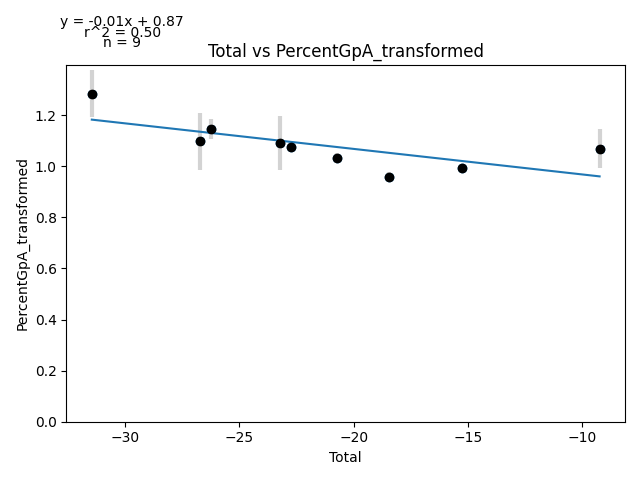 y = -0.01x + 0.87
r^2 = 0.50
n = 9
Total vs PercentGpA_transformed
PercentGpA_transformed
1.2
1.0
0.8
0.6
0.4
0.2
0.0
−30
−25
−20
−15
−10
Total